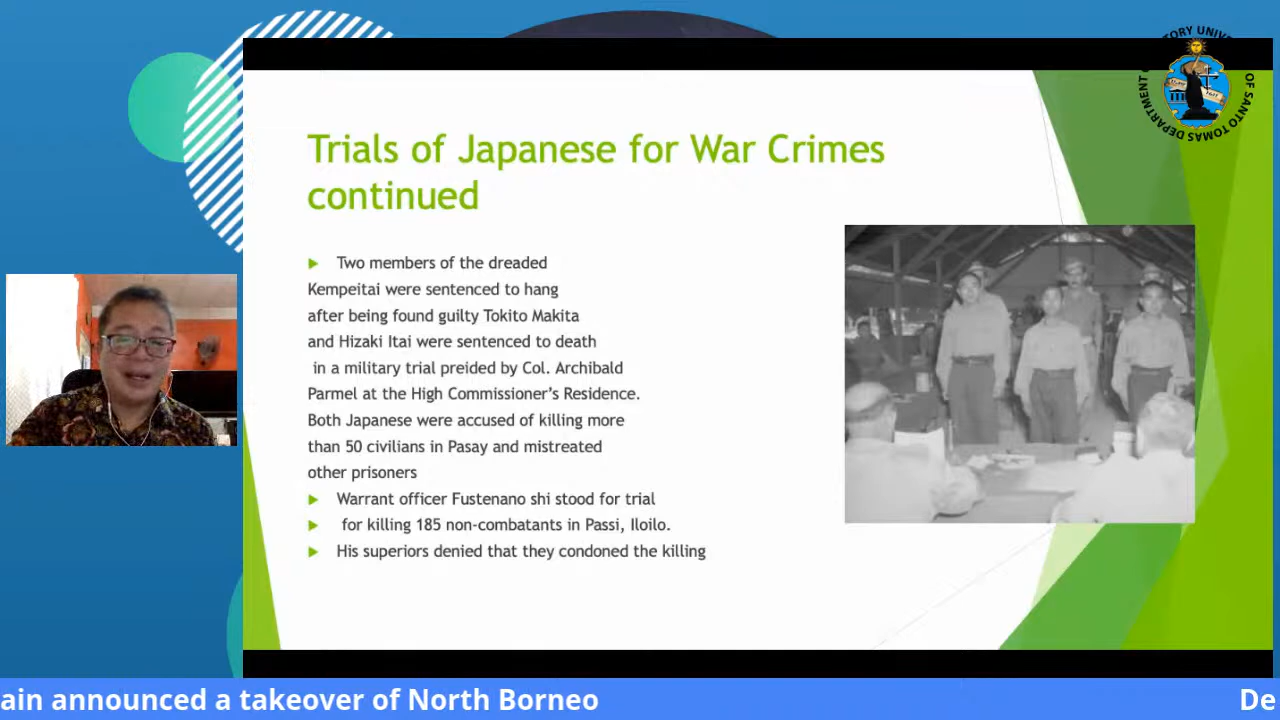 Trials of Japanese for War Crimes
continued
Two members of the dreaded
Kempeitai were sentenced to hang
after being found guilty Tokito Makita
and Hizaki Itai were sentenced to death
in a military trial preided by Col. Archibald
Parmel at the High Commissioner's Residence.
Both Japanese were accused of killing more
than 50 civilians in Pasay and mistreated
other prisoners
Warrant officer Fustenano shi stood for trial
for killing 185 non-combatants in Passi, Iloilo.
His superiors denied that they condoned the killing
OF SANTO TOMAS DEPARTMENT
ain announced a takeover of North Borneo
De